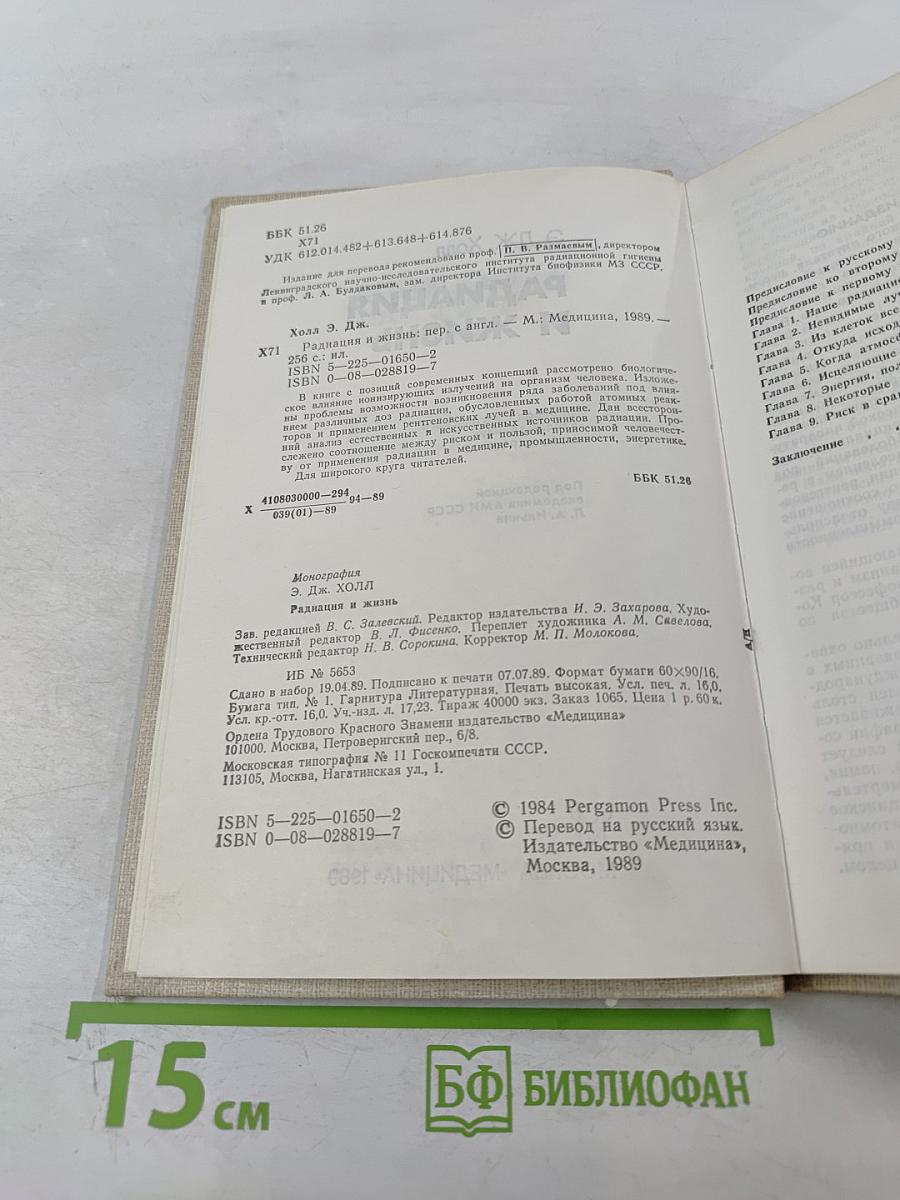 ББК 51.26
Х71
УДК 612.014.482+613.648+614.876
Издание для перевода рекомендовано проф. П. В. Размаевым, директором
Ленинградского научно-исследовательского института радиационной гигиены
и проф. Л. А. Булдаковым, зам. директора Института биофизики МЗ СССР.
Холл Э. Дж.
Х71 Радиация и жизнь: пер. с англ. — М.: Медицина, 1989. —
256 с.: ил.
ISBN 5—225—01650—2
ISBN 0—08—028819—7
В книге с позиций современных концепций рассмотрено биологиче-
ское влияние ионизирующих излучений на организм человека. Изложе-
ны проблемы возможности возникновения ряда заболеваний под влия-
нием различных доз радиации, обусловленных работой атомных реак-
торов и применением рентгеновских лучей в медицине. Дан всесторон-
ний анализ естественных и искусственных источников радиации. Про-
слежено соотношение между риском и пользой, приносимой человечест-
ву от применения радиации в медицине, промышленности, энергетике.
Для широкого круга читателей.
Х 4108030000—294
039(01)—89 94—89
ББК 51.26
Монография
Э. Дж. ХОЛЛ
Радиация и жизнь
Зав. редакцией В. С. Залевский. Редактор издательства И. Э. Захарова. Худо-
жественный редактор В. Л. Фисенко. Переплет художника А. М. Савелова.
Технический редактор Н. В. Сорокина. Корректор М. П. Молокова.
ИБ № 5653
Сдано в набор 19.04.89. Подписано к печати 07.07.89. Формат бумаги 60×90/16.
Бумага тип. № 1. Гарнитура Литературная. Печать высокая. Усл. печ. л. 16,0.
Усл. кр.-отт. 16,0. Уч.-изд. л. 17,23. Тираж 40000 экз. Заказ 1065. Цена 1 р. 60 к.
Ордена Трудового Красного Знамени издательство «Медицина»
101000. Москва, Петроверигский пер., 6/8.
Московская типография № 11 Госкомпечати СССР.
113105, Москва, Нагатинская ул., 1.
ISBN 5—225—01650—2
ISBN 0—08—028819—7
© 1984 Pergamon Press Inc.
© Перевод на русский язык.
Издательство «Медицина»,
Москва, 1989
Предисловие к русскому
Предисловие ко второму
Предисловие к первому
Глава 1. Наше радиацио
Глава 2. Невидимые лу
Глава 3. Из клеток все
Глава 4. Откуда исход
Глава 5. Когда атмос
Глава 6. Исцеляющие
Глава 7. Энергия, пол
Глава 8. Некоторые
Глава 9. Риск в срав
Заключение
15 см
БФ БИБЛИОФАН